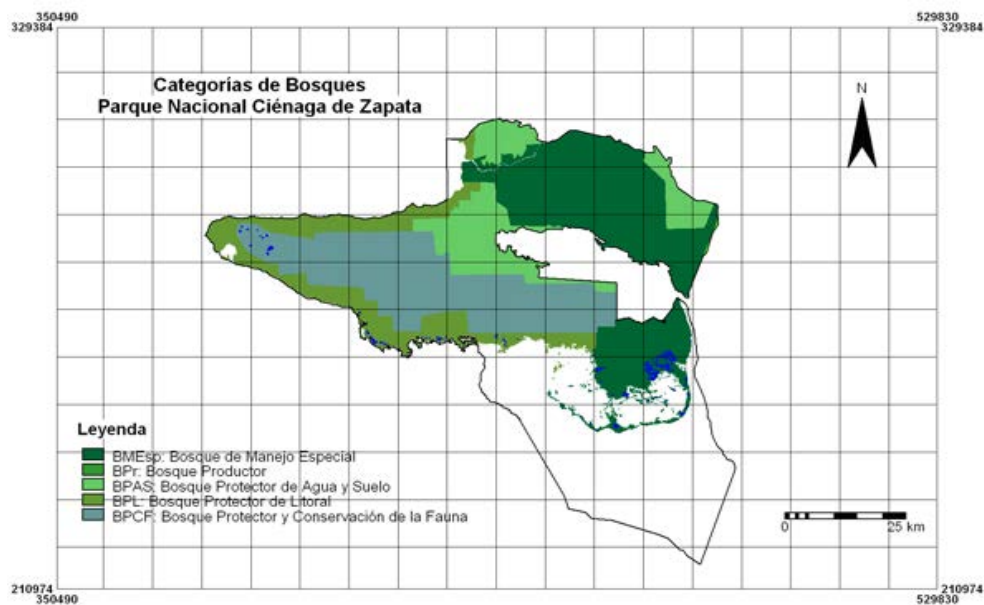 350490
529830
329384
329384
Categorías de Bosques
Parque Nacional Ciénaga de Zapata
N
Leyenda
BMEsp: Bosque de Manejo Especial
BPr: Bosque Productor
BPAS: Bosque Protector de Agua y Suelo
BPL: Bosque Protector de Litoral
BPCF: Bosque Protector y Conservación de la Fauna
0
25 km
210974
210974
350490
529830